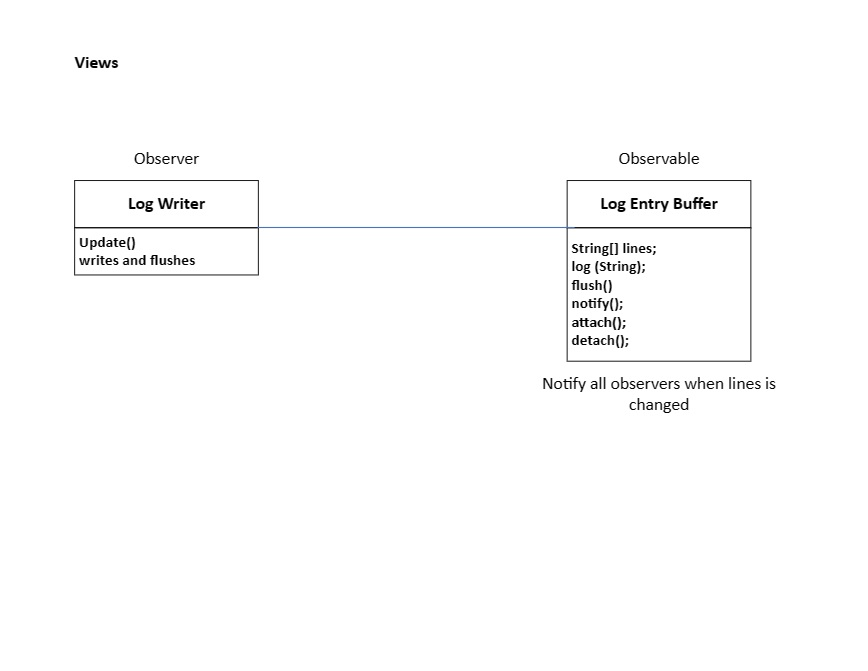 Views
Observer
Observable
Log Writer
Log Entry Buffer
Update()
writes and flushes
String[] lines;
log (String);
flush()
notify();
attach();
detach();
Notify all observers when lines is
changed